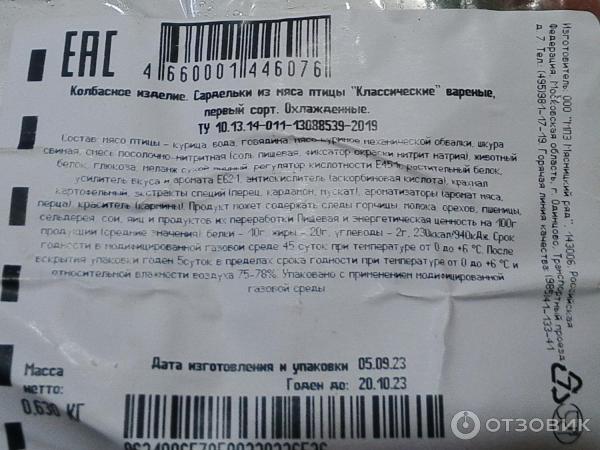 EAC
4 660001 446076
Колбасное изделие. Сардельки из мяса птицы "Классические" вареные,
первый сорт. Охлажденные.
ТУ 10.13.14-011-13088539-2019
Состав: мясо птицы - курица, вода, говядина, мясо куриное механической обвалки, шкура
свиная, смесь посолочно-нитритная (соль пищевая, фиксатор окраски нитрит натрия), животный
белок, глюкоза, меланж сухой яичный, регулятор кислотности Е451i, растительный белок,
усилитель вкуса и аромата Е621, антиокислитель (аскорбиновая кислота), крахмал
картофельный, экстракты специй (перец, кардамон, мускат), ароматизаторы (аромат мяса,
перца), краситель (кармины). Продукт может содержать следы горчицы, молока, орехов, пшеницы,
сельдерея, сои, яиц и продуктов их переработки. Пищевая и энергетическая ценность на 100г
продукции (средние значения): белки - 10г, жиры - 20г, углеводы - 2г, 230ккал/940кДж. Срок
годности в модифицированной газовой среде 45 суток при температуре от 0 до +6 °С. После
вскрытия упаковки годен 5суток в пределах срока годности при температуре от 0 до +6 °С и
относительной влажности воздуха 75-78%. Упаковано с применением модифицированной
газовой среды
Масса
нетто:
0,630 КГ
Дата изготовления и упаковки 05.09.23
Годен до: 20.10.23
Изготовитель: ООО "МПЗ Мясницкий ряд", 143006, Российская
Федерация, Московская область, г. Одинцово, Транспортный проезд,
д. 7 Тел.: (495)981-17-19. Горячая линия качества: (985)41-133-41
ОТЗОВИК